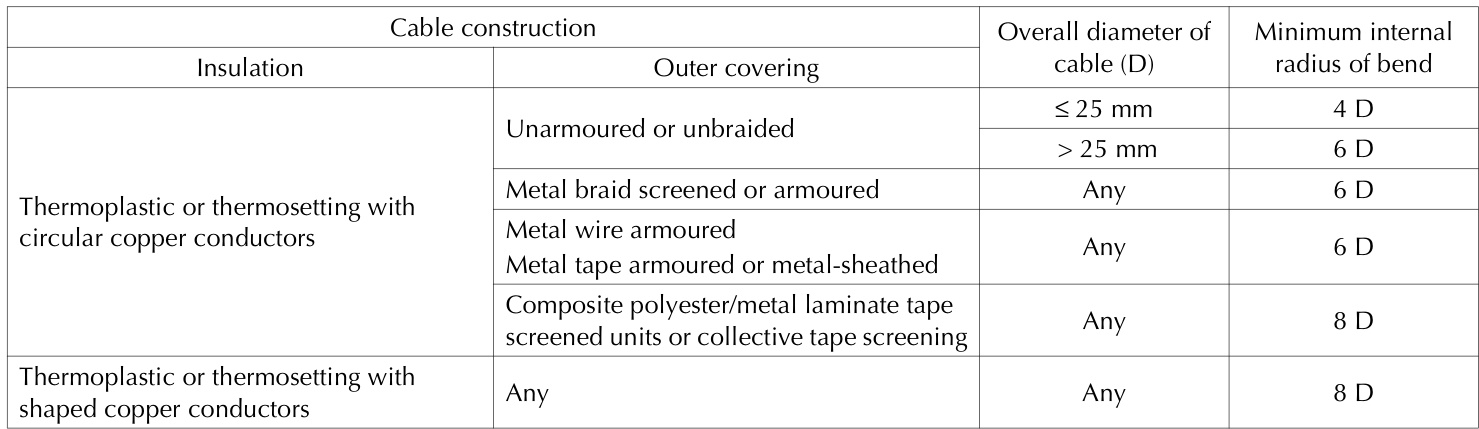 Cable construction
Overall diameter of
cable (D)
Minimum internal
radius of bend
Insulation
Outer covering
Thermoplastic or thermosetting with
circular copper conductors
Unarmoured or unbraided
≤ 25 mm
4 D
> 25 mm
6 D
Metal braid screened or armoured
Any
6 D
Metal wire armoured
Metal tape armoured or metal-sheathed
Any
6 D
Composite polyester/metal laminate tape
screened units or collective tape screening
Any
8 D
Thermoplastic or thermosetting with
shaped copper conductors
Any
Any
8 D